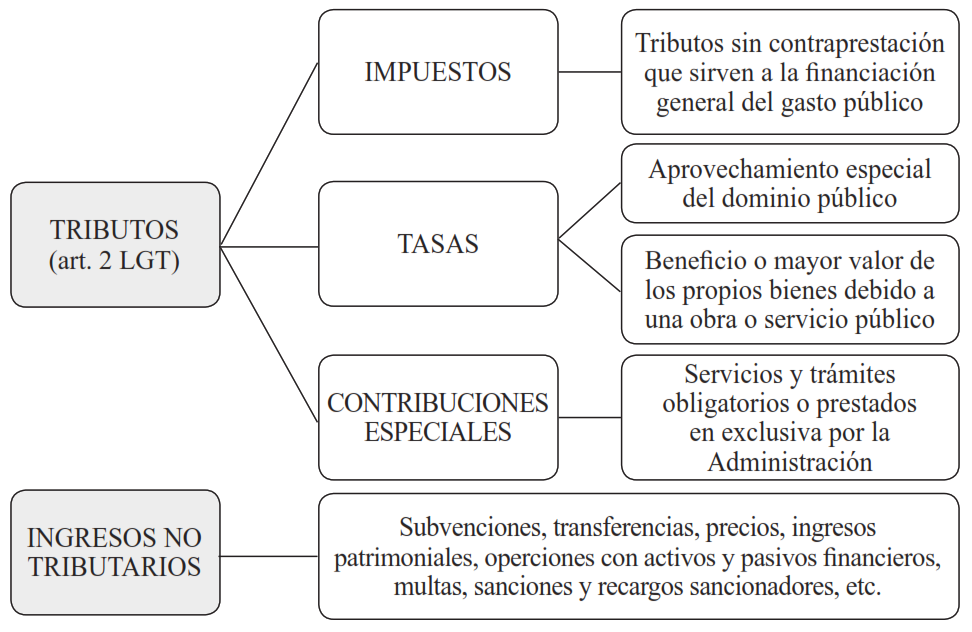 IMPUESTOS
Tributos sin contraprestación
que sirven a la financiación
general del gasto público
TRIBUTOS
(art. 2 LGT)
TASAS
Aprovechamiento especial
del dominio público
Beneficio o mayor valor de
los propios bienes debido a
una obra o servicio público
CONTRIBUCIONES
ESPECIALES
Servicios y trámites
obligatorios o prestados
en exclusiva por la
Administración
INGRESOS NO
TRIBUTARIOS
Subvenciones, transferencias, precios, ingresos
patrimoniales, operciones con activos y pasivos financieros,
multas, sanciones y recargos sancionadores, etc.